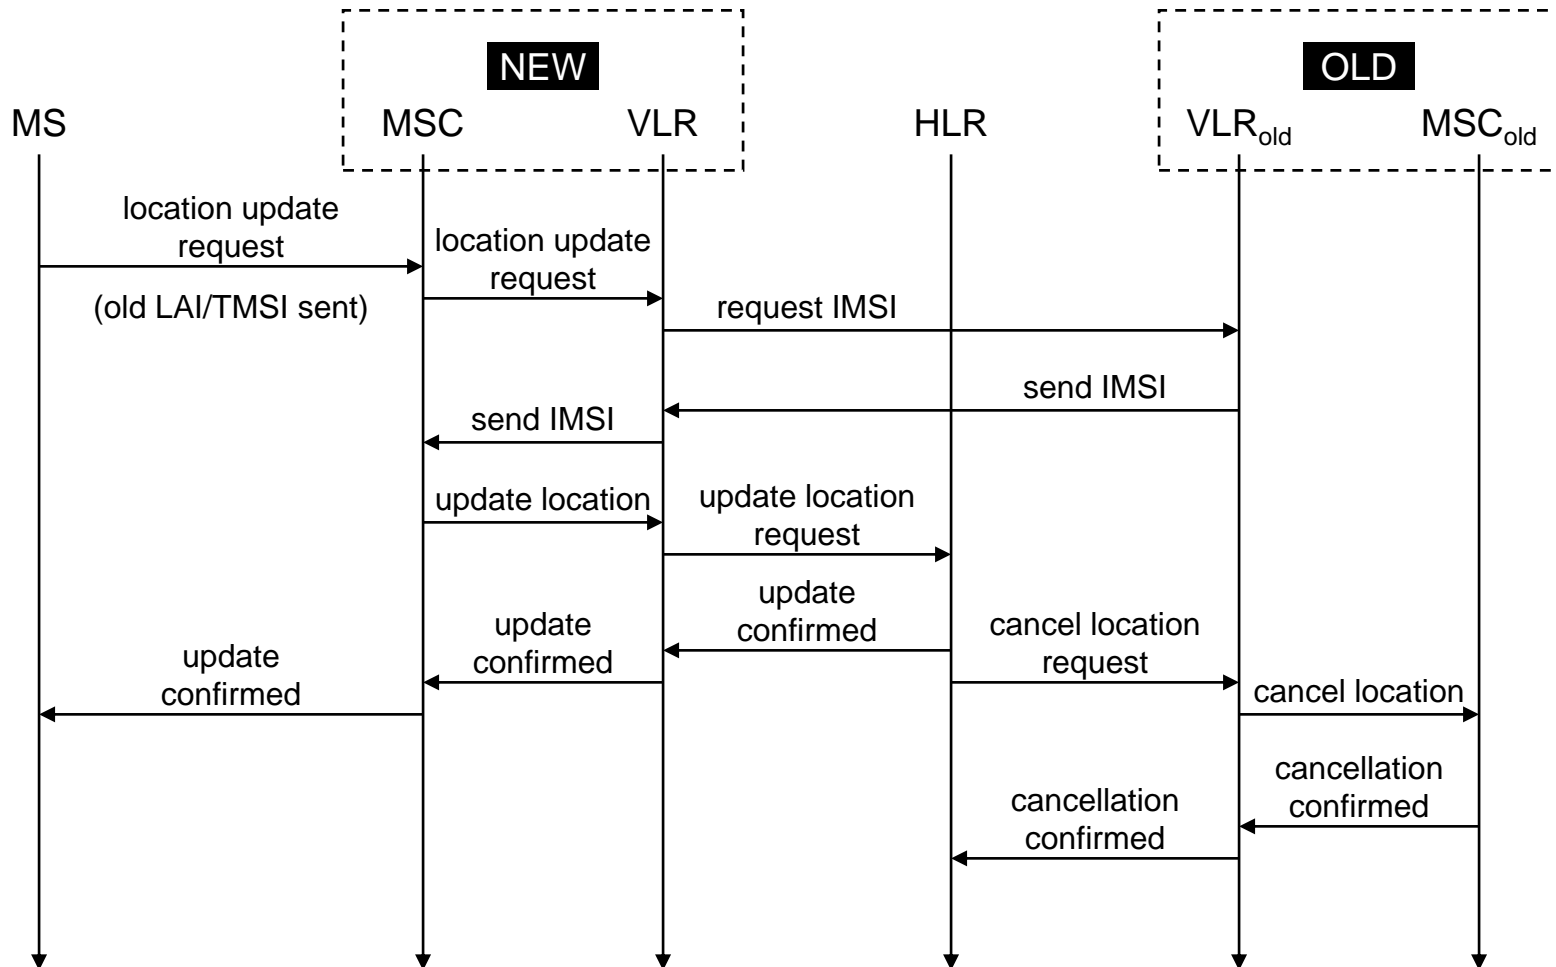 NEW
OLD
MS
MSC
VLR
HLR
VLRold
MSCold
location update
request
(old LAI/TMSI sent)
location update
request
request IMSI
send IMSI
send IMSI
update location
update location
request
update
confirmed
update
confirmed
update
confirmed
cancel location
request
cancel location
cancellation
confirmed
cancellation
confirmed